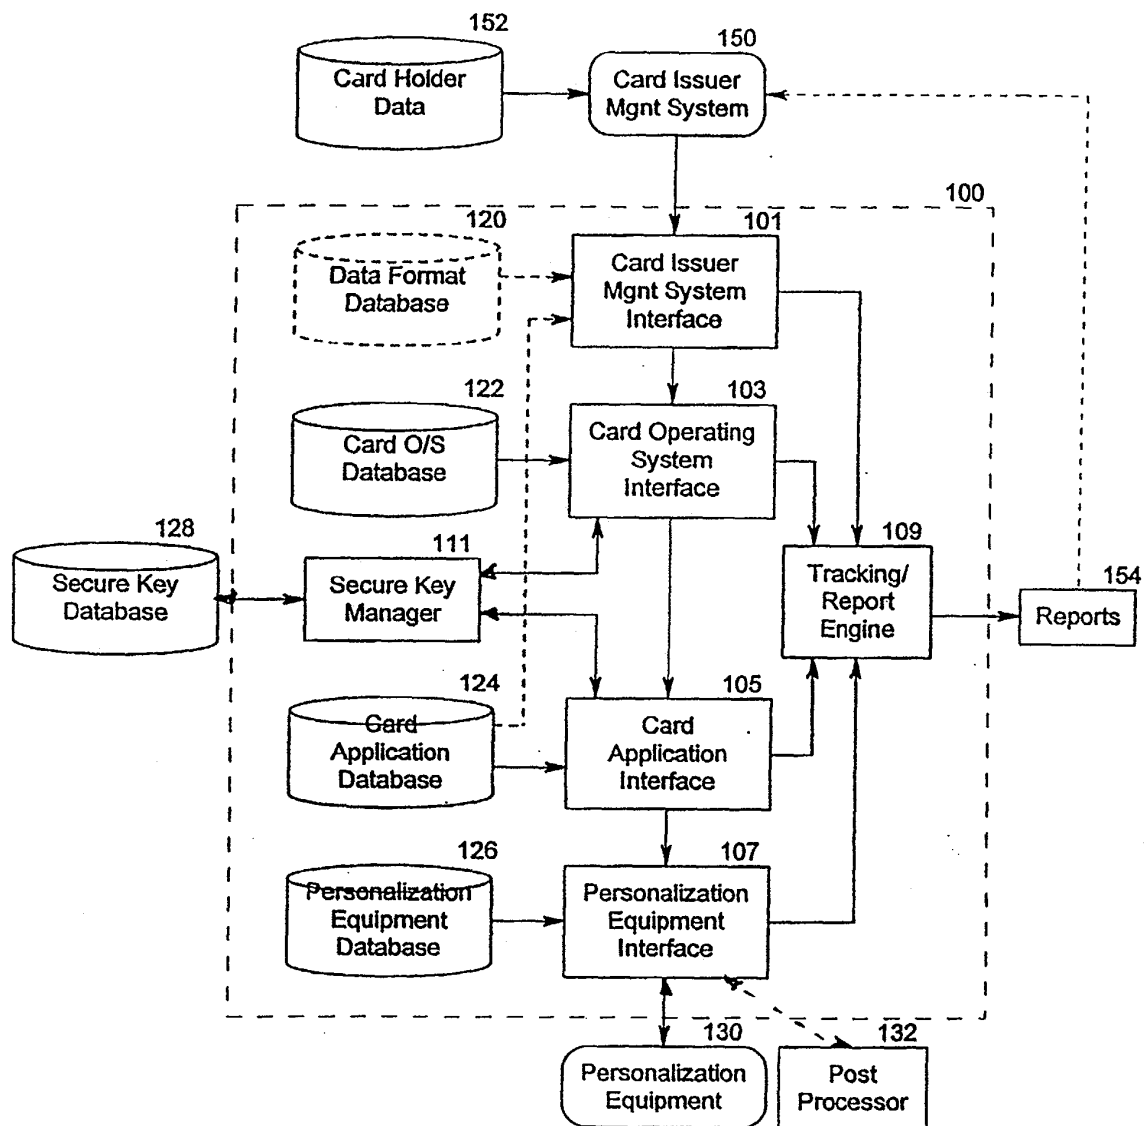 152
Card Holder
Data
150
Card Issuer
Mgnt System
100
120
Data Format
Database
101
Card Issuer
Mgnt System
Interface
122
Card O/S
Database
103
Card Operating
System
Interface
128
Secure Key
Database
111
Secure Key
Manager
109
Tracking/
Report
Engine
154
Reports
124
Card
Application
Database
105
Card
Application
Interface
126
Personalization
Equipment
Database
107
Personalization
Equipment
Interface
130
Personalization
Equipment
132
Post
Processor